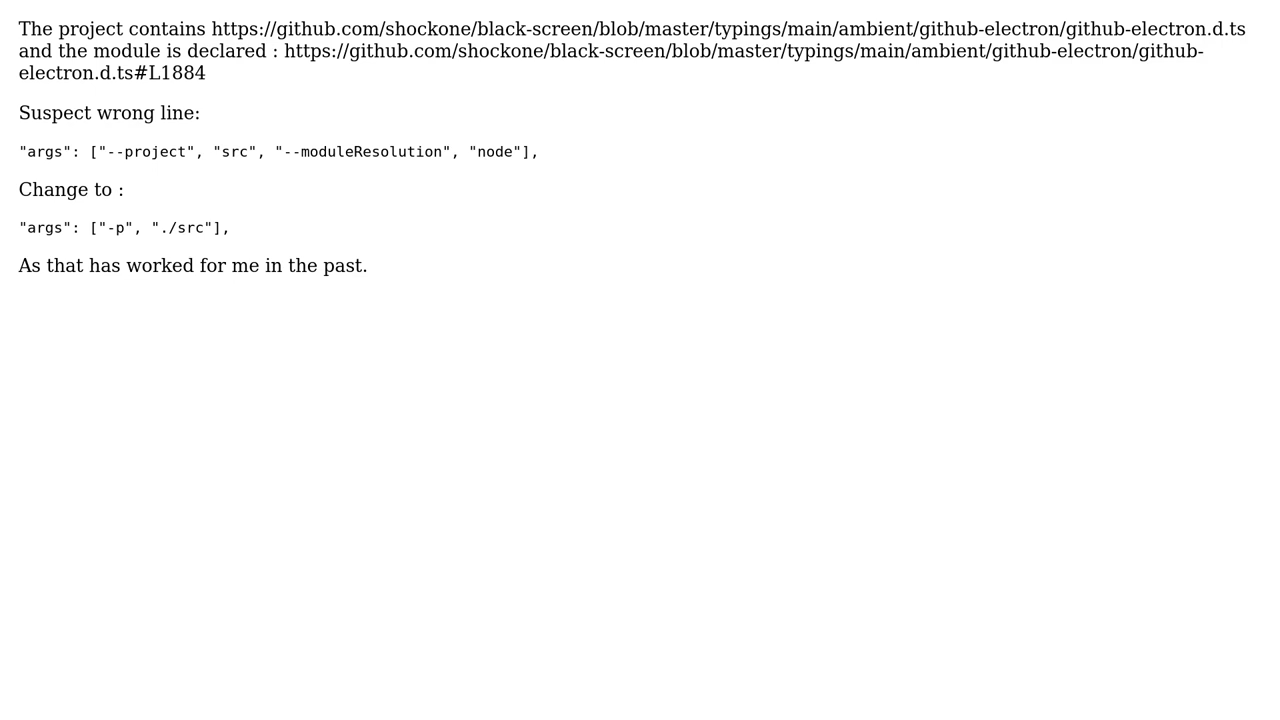 The project contains https://github.com/shockone/black-screen/blob/master/typings/main/ambient/github-electron/github-electron.d.ts
and the module is declared : https://github.com/shockone/black-screen/blob/master/typings/main/ambient/github-electron/github-
electron.d.ts#L1884
Suspect wrong line:
"args": ["--project", "src", "--moduleResolution", "node"],
Change to :
"args": ["-p", "./src"],
As that has worked for me in the past.